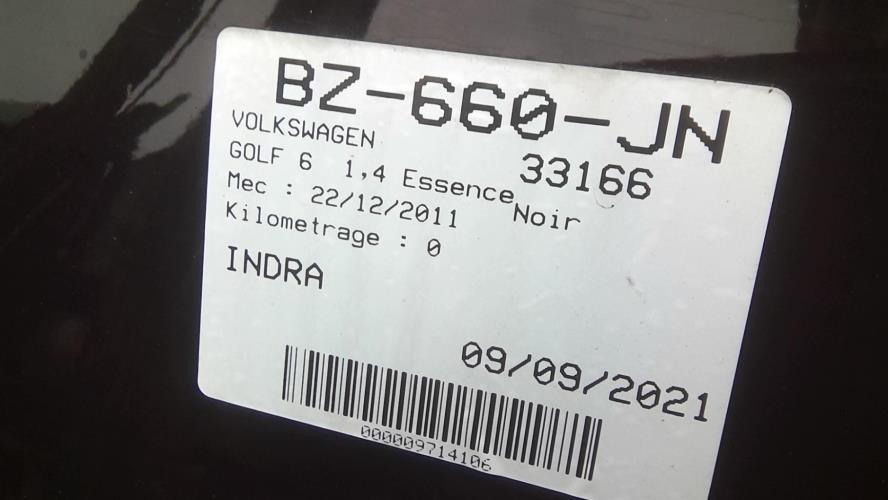 BZ-660-JN
VOLKSWAGEN
33166
GOLF 6 1,4 Essence
Noir
Mec : 22/12/2011
Kilometrage : 0
INDRA
09/09/2021
000009714106